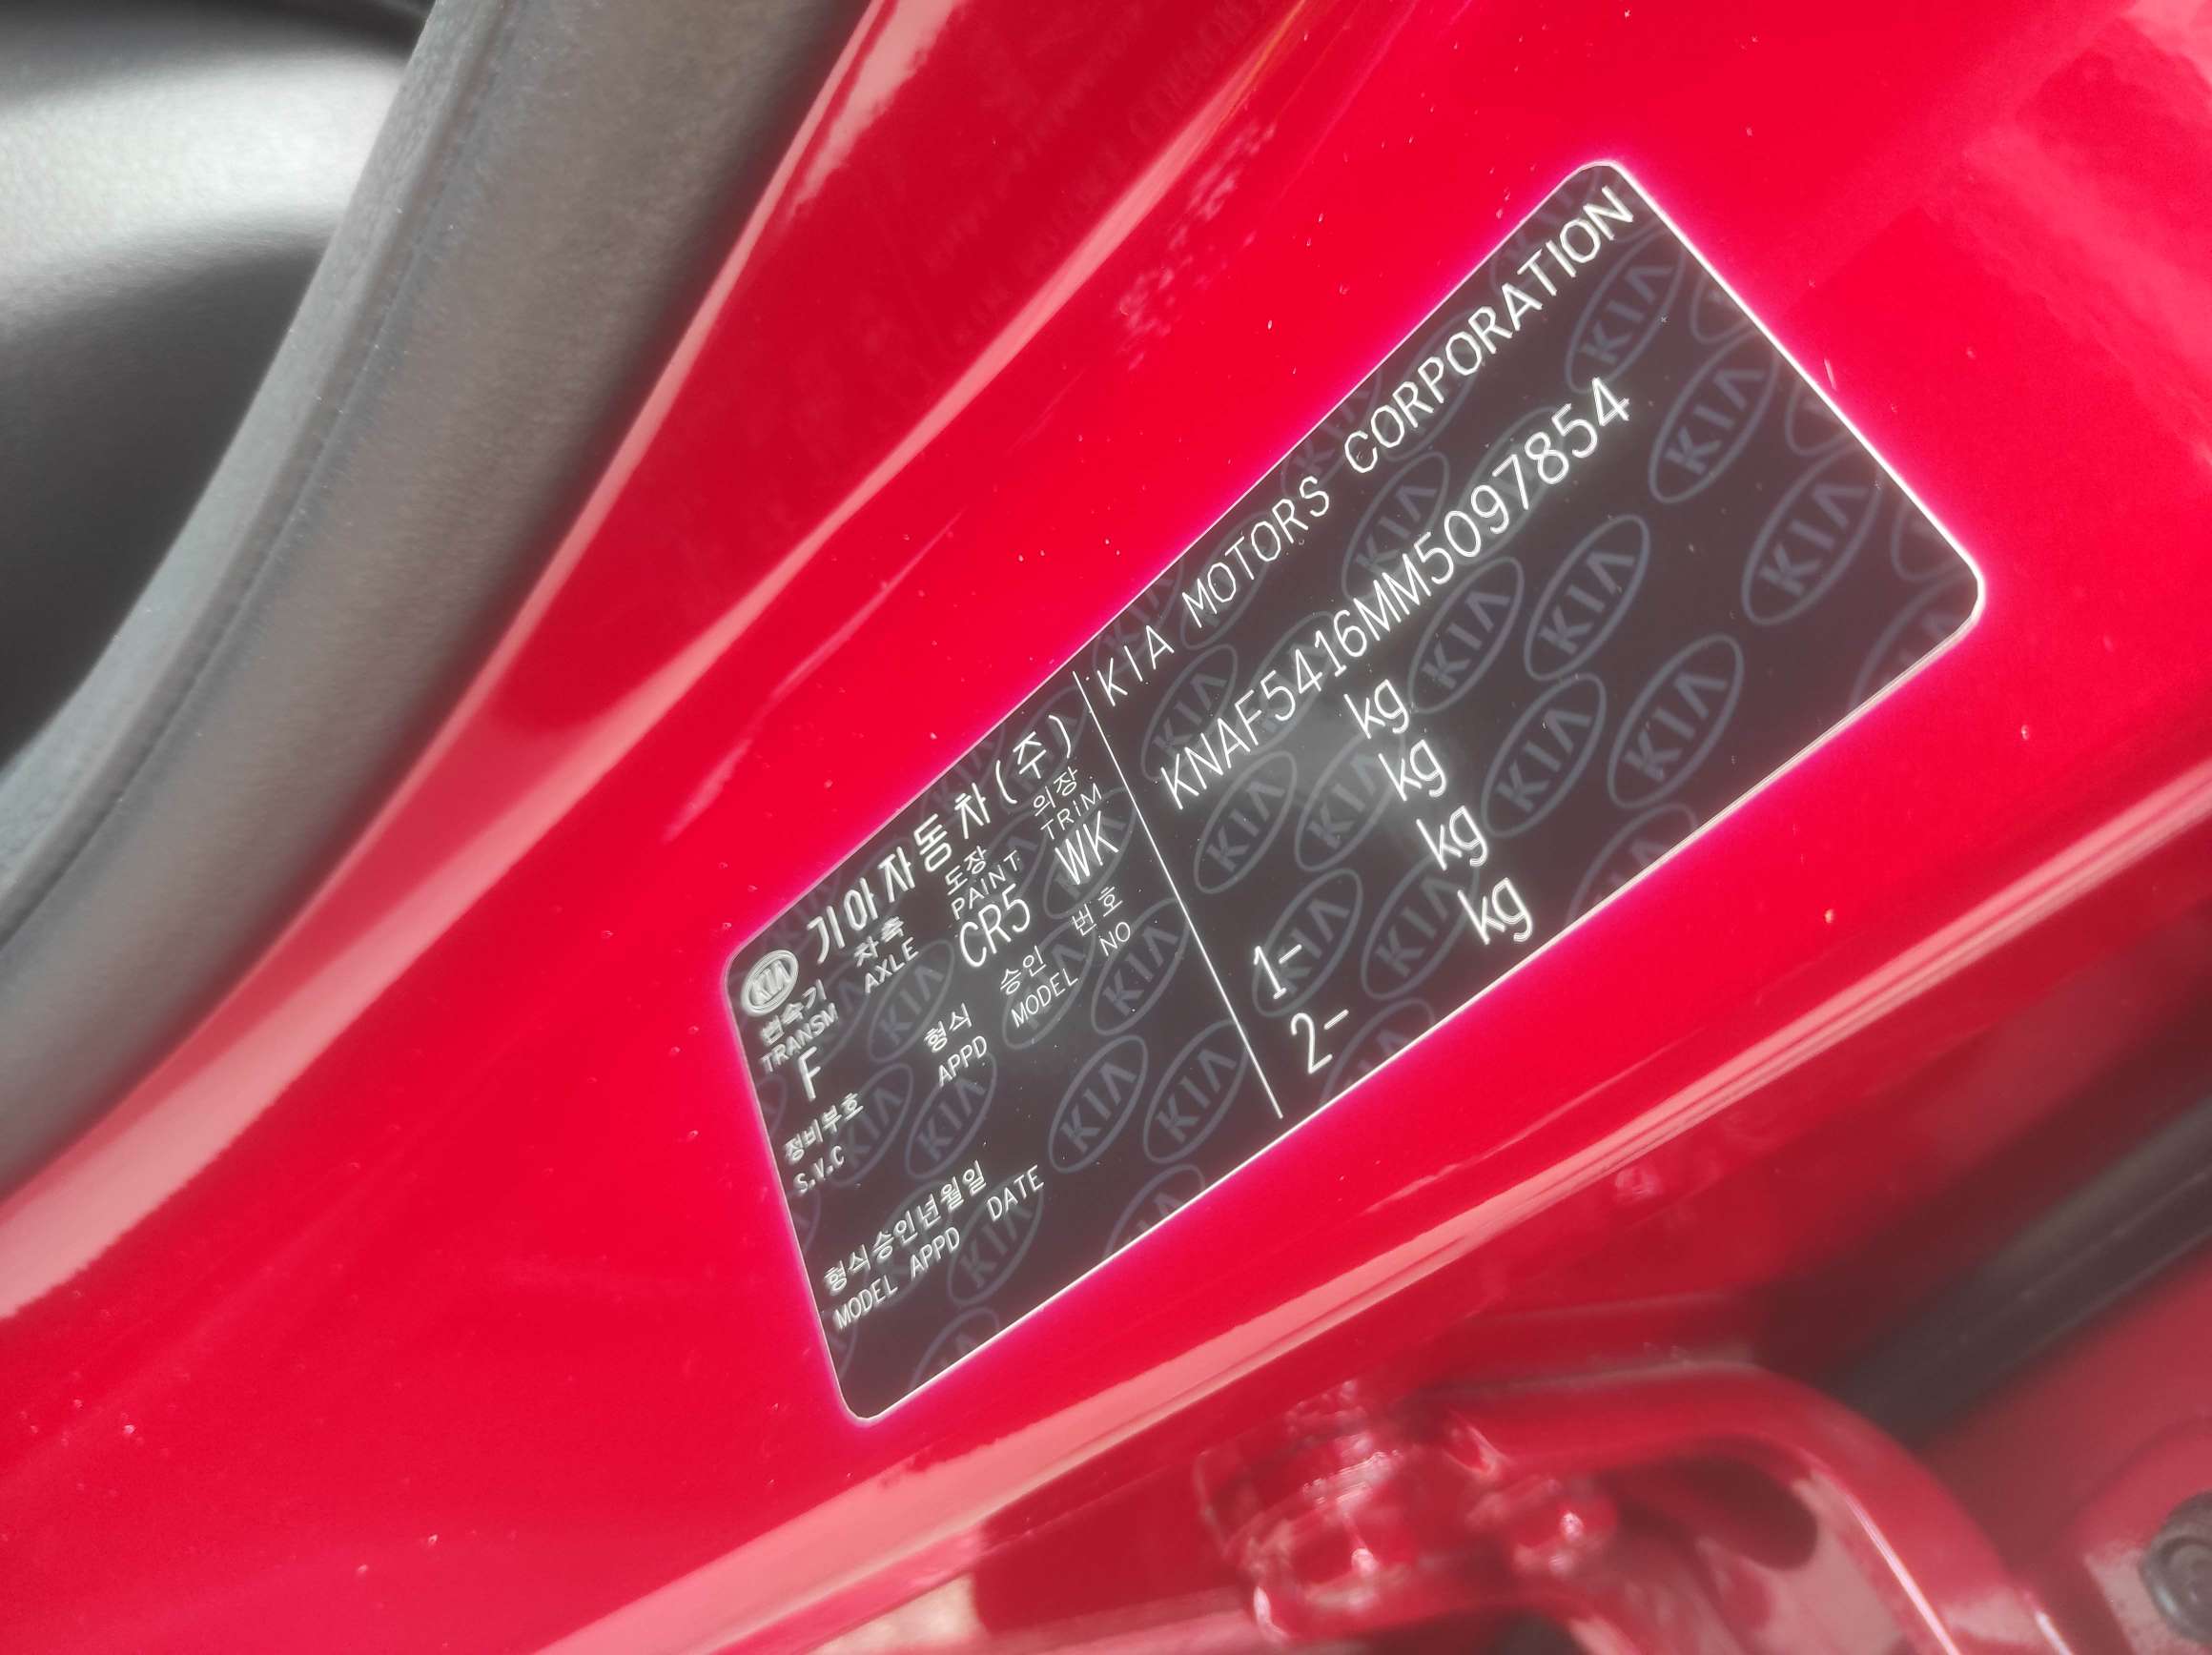 KIA 기아자동차(주)
변속기 차축 도장 의장
TRANSM AXLE PAINT TRIM
F CR5 WK
정비부호 형식 승인 번호
S.V.C APPD MODEL NO
형식승인년월일
MODEL APPD DATE
KIA MOTORS CORPORATION
KNAF5416MM5097854
kg
kg
1- kg
2- kg